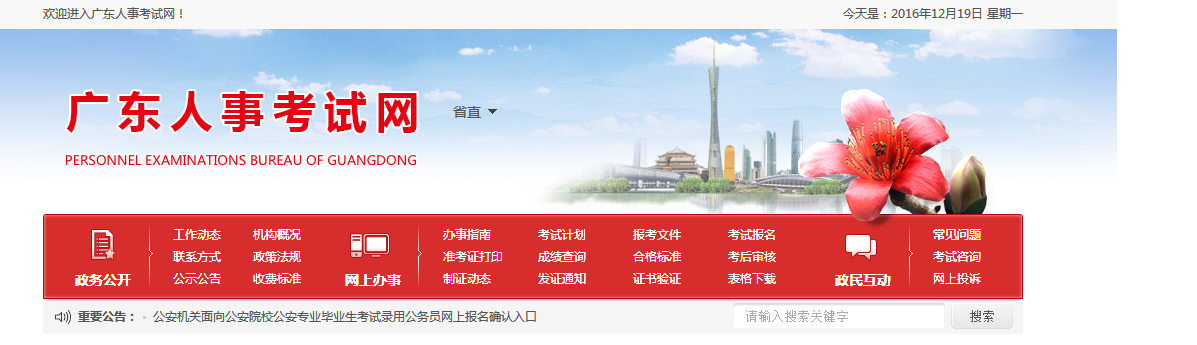 欢迎进入广东人事考试网！ 今天是：2016年12月19日 星期一
广东人事考试网 省直
PERSONNEL EXAMINATIONS BUREAU OF GUANGDONG
工作动态 机构概况 办事指南 考试计划 报考文件 考试报名 常见问题
联系方式 政策法规 准考证打印 成绩查询 合格标准 考后审核 考试咨询
政务公开 公示公告 收费标准 网上办事 制证动态 发证通知 证书验证 表格下载 政民互动 网上投诉
重要公告： 公安机关面向公安院校公安专业毕业生考试录用公务员网上报名确认入口 请输入搜索关键字 搜索